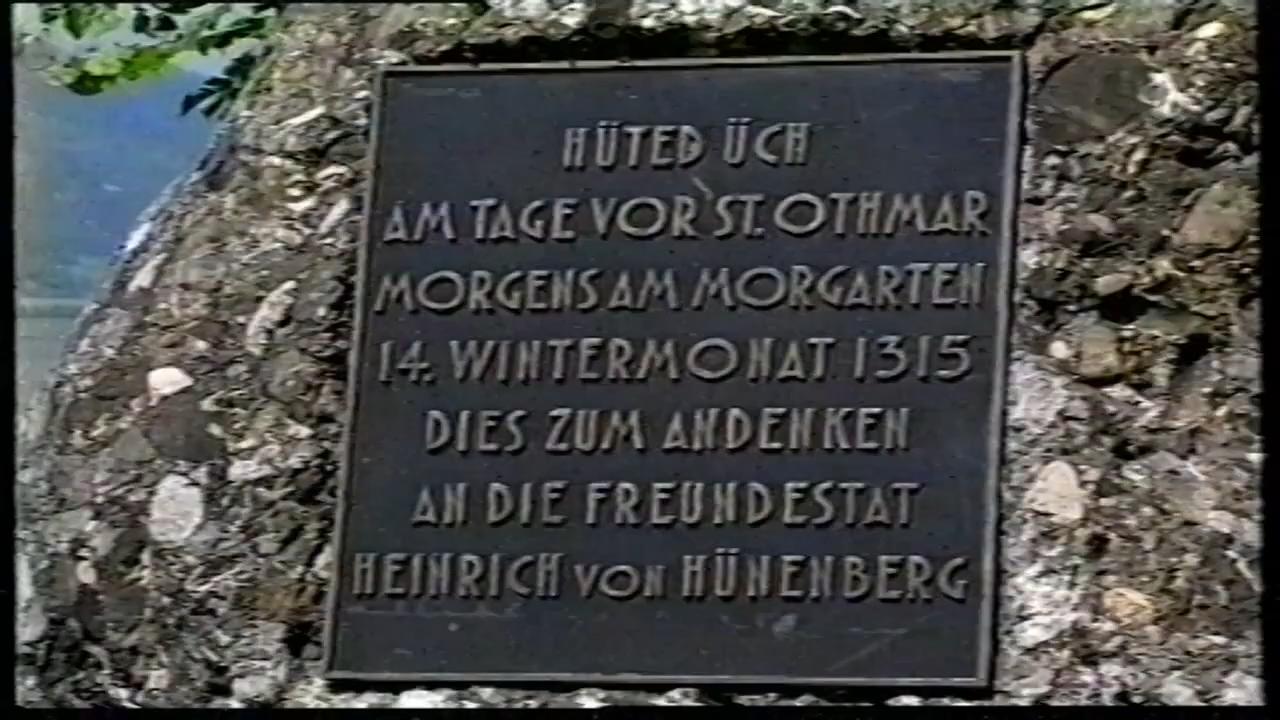 HÜTED ÜCH
AM TAGE VOR ST. OTHMAR
MORGENS AM MORGARTEN
14. WINTERMONAT 1315
DIES ZUM ANDENKEN
AN DIE FREUNDESTAT
HEINRICH VON HÜNENBERG